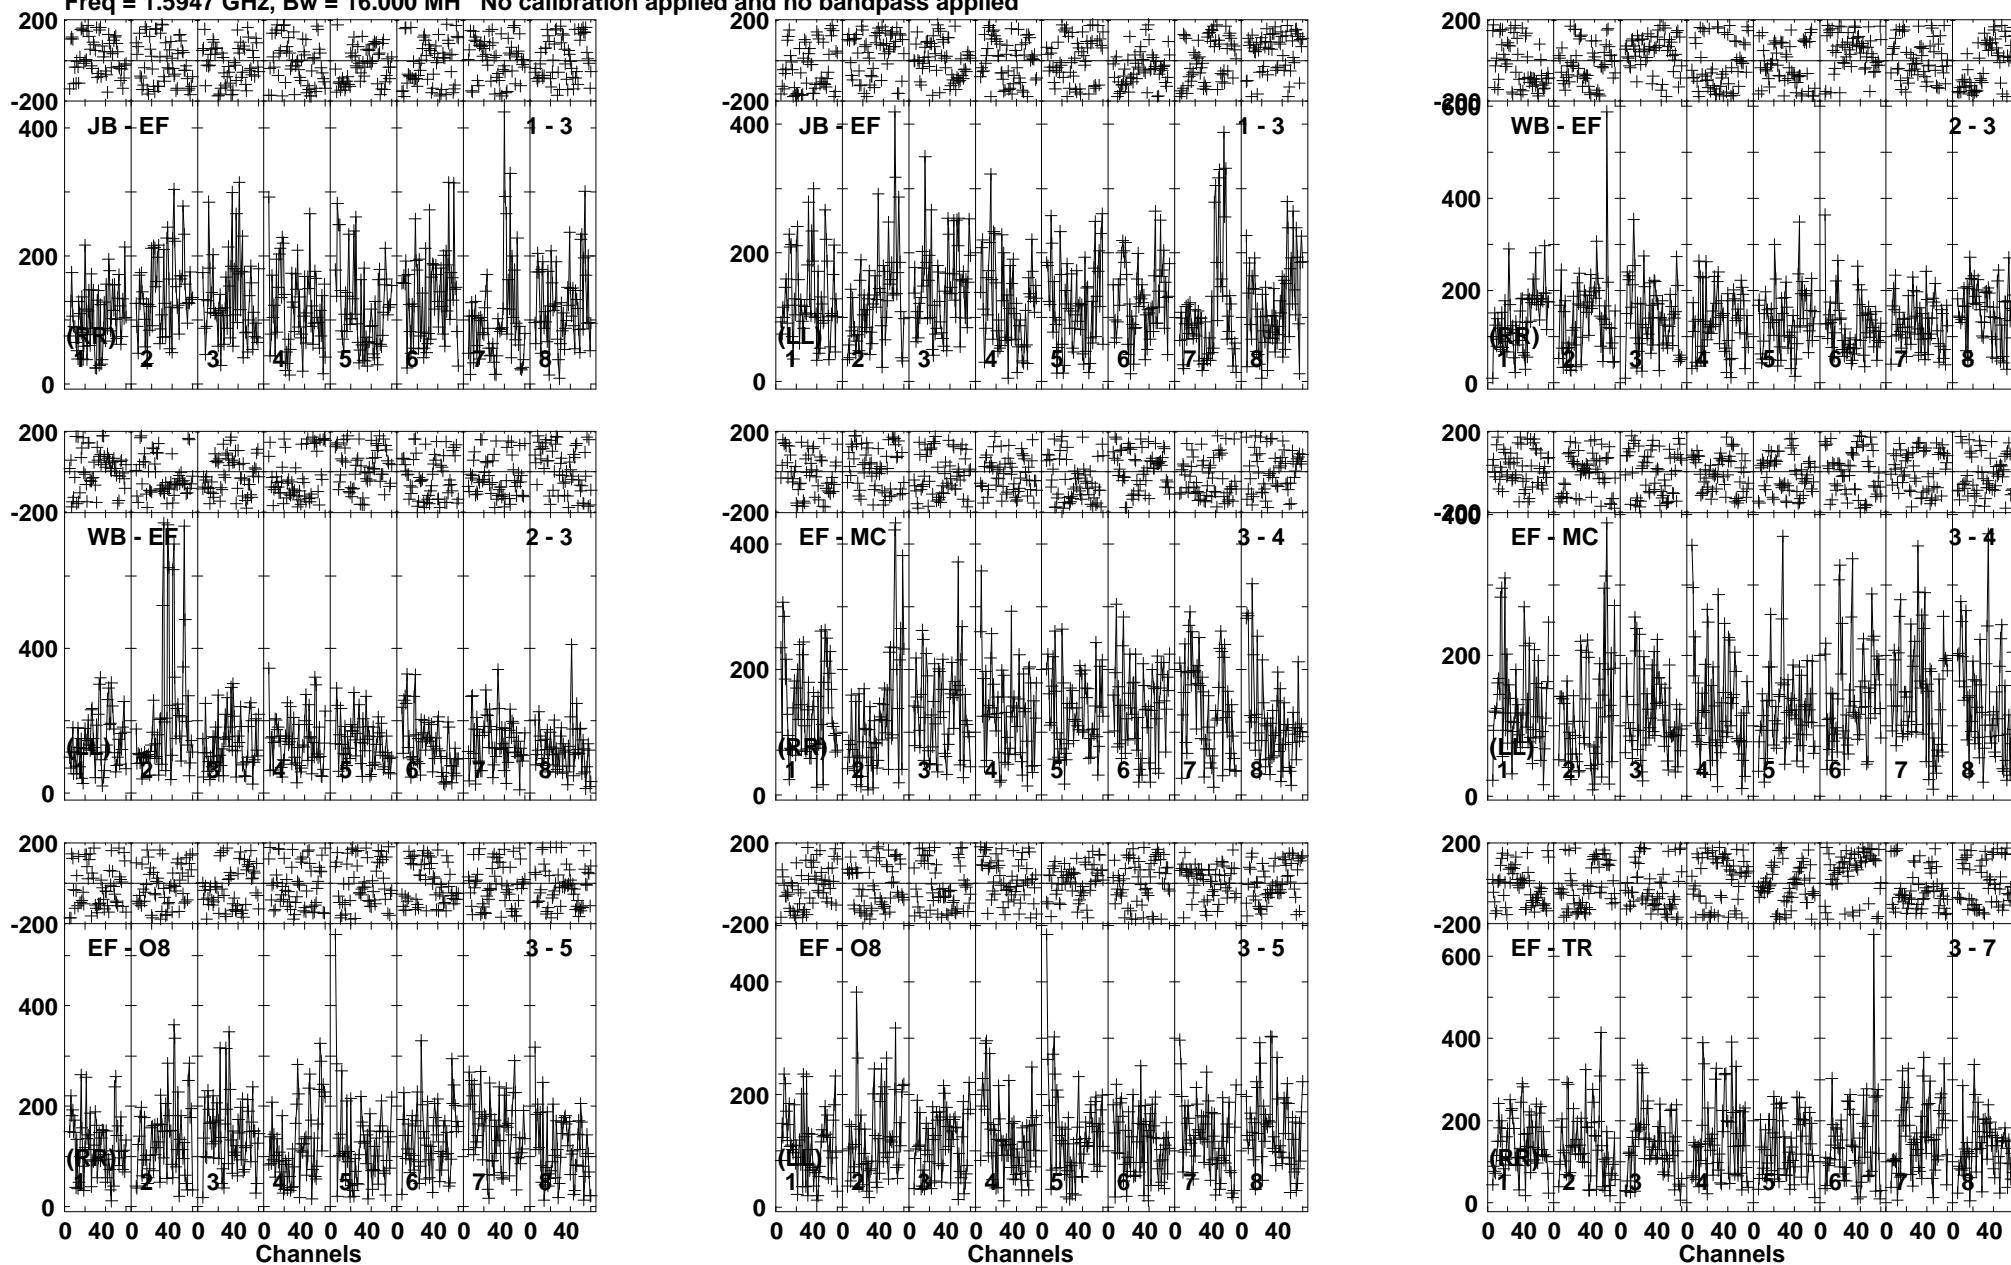 Freq = 1.5947 GHz, Bw = 16.000 MH No calibration applied and no bandpass applied
200 200 200
-200 -200 -200
JB - EF 1 - 3 JB - EF 1 - 3 WB - EF 2 - 3
400 400 600
400
200 200 200
(RR) (LL) (RR)
1 2 3 4 5 6 7 8 1 2 3 4 5 6 7 8 1 2 3 4 5 6 7 8
0 0 0
200 200 200
-200 -200 -200
WB - EF 2 - 3 EF - MC 3 - 4 EF - MC 3 - 4
400 400 400
200 200
(LL) (RR) (LL)
1 2 3 4 5 6 7 8 1 2 3 4 5 6 7 8 1 2 3 4 5 6 7 8
0 0 0
200 200 200
-200 -200 -200
EF - O8 3 - 5 EF - O8 3 - 5 EF - TR 3 - 7
600
400 400 400
200 200 200
(RR) (LL) (RR)
1 2 3 4 5 6 7 8 1 2 3 4 5 6 7 8 1 2 3 4 5 6 7 8
0 0 0
0 40 0 40 0 40 0 40 0 40 0 40 0 40 0 40 0 40 0 40 0 40 0 40 0 40 0 40 0 40 0 40 0 40 0 40 0 40 0 40 0 40 0 40 0 40 0 40
Channels Channels Channels